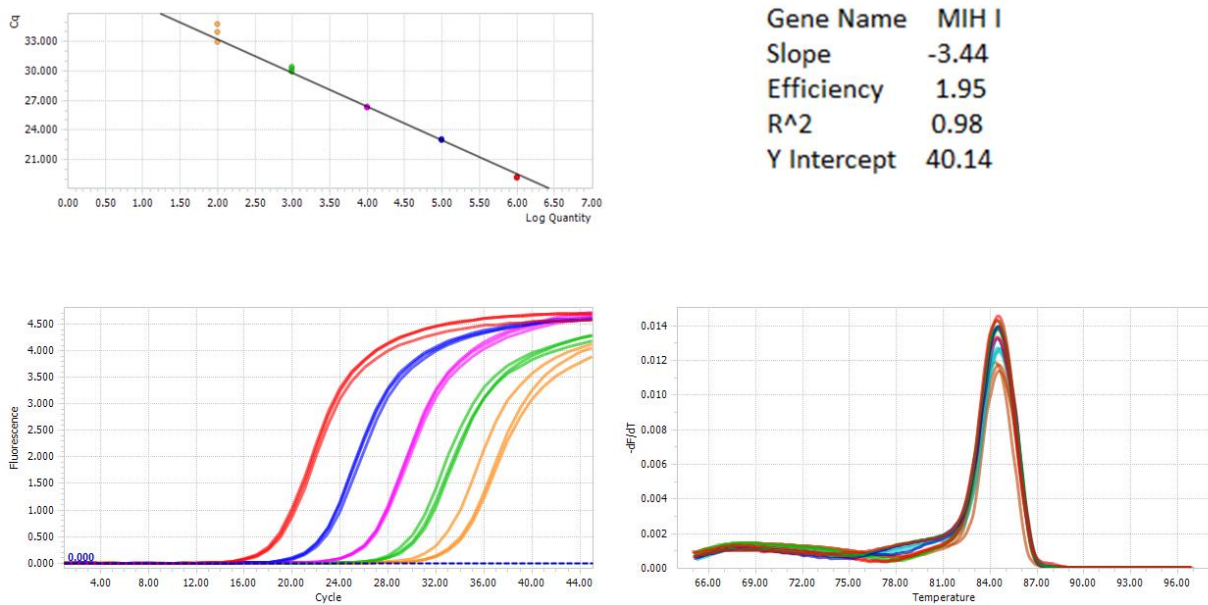 Cq
33.000
30.000
27.000
24.000
21.000
0.00 0.50 1.00 1.50 2.00 2.50 3.00 3.50 4.00 4.50 5.00 5.50 6.00 6.50 7.00
Log Quantity
Gene Name MIH I
Slope -3.44
Efficiency 1.95
R^2 0.98
Y Intercept 40.14
4.500
4.000
3.500
3.000
2.500
2.000
1.500
1.000
0.500
0.000
Fluorescence
0.000
4.00 8.00 12.00 16.00 20.00 24.00 28.00 32.00 36.00 40.00 44.00
Cycle
0.014
0.012
0.010
0.008
0.006
0.004
0.002
0.000
-dF/dT
66.00 69.00 72.00 75.00 78.00 81.00 84.00 87.00 90.00 93.00 96.00
Temperature